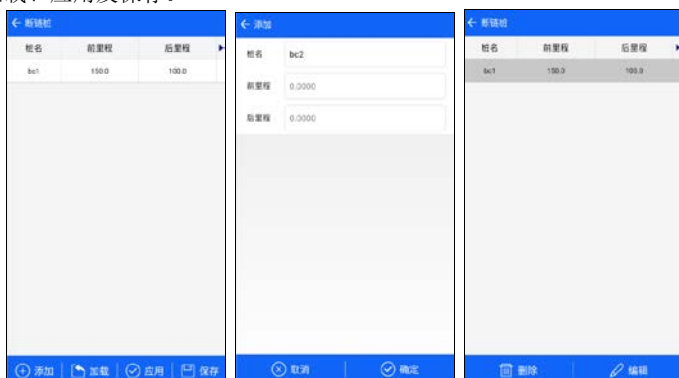 应用及保存。
断链桩
桩名 前里程 后里程
bc1 150.0 100.0
添加 加载 应用 保存
添加
桩名 bc2
前里程 0.0000
后里程 0.0000
取消 确定
断链桩
桩名 前里程 后里程
bc1 150.0 100.0
删除 编辑